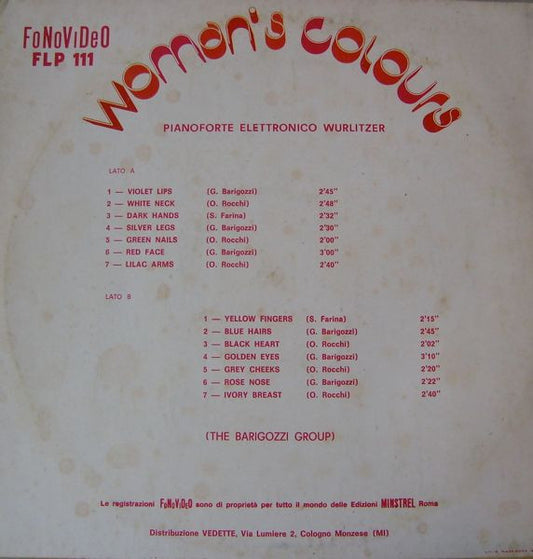 FoNoViDeO
FLP 111
Woman's Colours
PIANOFORTE ELETTRONICO WURLITZER
LATO A
1 — VIOLET LIPS (G. Barigozzi) 2'45"
2 — WHITE NECK (O. Rocchi) 2'48"
3 — DARK HANDS (S. Farina) 2'32"
4 — SILVER LEGS (G. Barigozzi) 2'30"
5 — GREEN NAILS (O. Rocchi) 2'00"
6 — RED FACE (G. Barigozzi) 3'00"
7 — LILAC ARMS (O. Rocchi) 2'40"
LATO B
1 — YELLOW FINGERS (S. Farina) 2'15"
2 — BLUE HAIRS (G. Barigozzi) 2'45"
3 — BLACK HEART (O. Rocchi) 2'02"
4 — GOLDEN EYES (G. Barigozzi) 3'10"
5 — GREY CHEEKS (O. Rocchi) 2'20"
6 — ROSE NOSE (G. Barigozzi) 2'22"
7 — IVORY BREAST (O. Rocchi) 2'40"
(THE BARIGOZZI GROUP)
Le registrazioni FoNoViDeO sono di proprietà per tutto il mondo delle Edizioni MINSTREL Roma
Distribuzione VEDETTE, Via Lumiere 2, Cologno Monzese (MI)